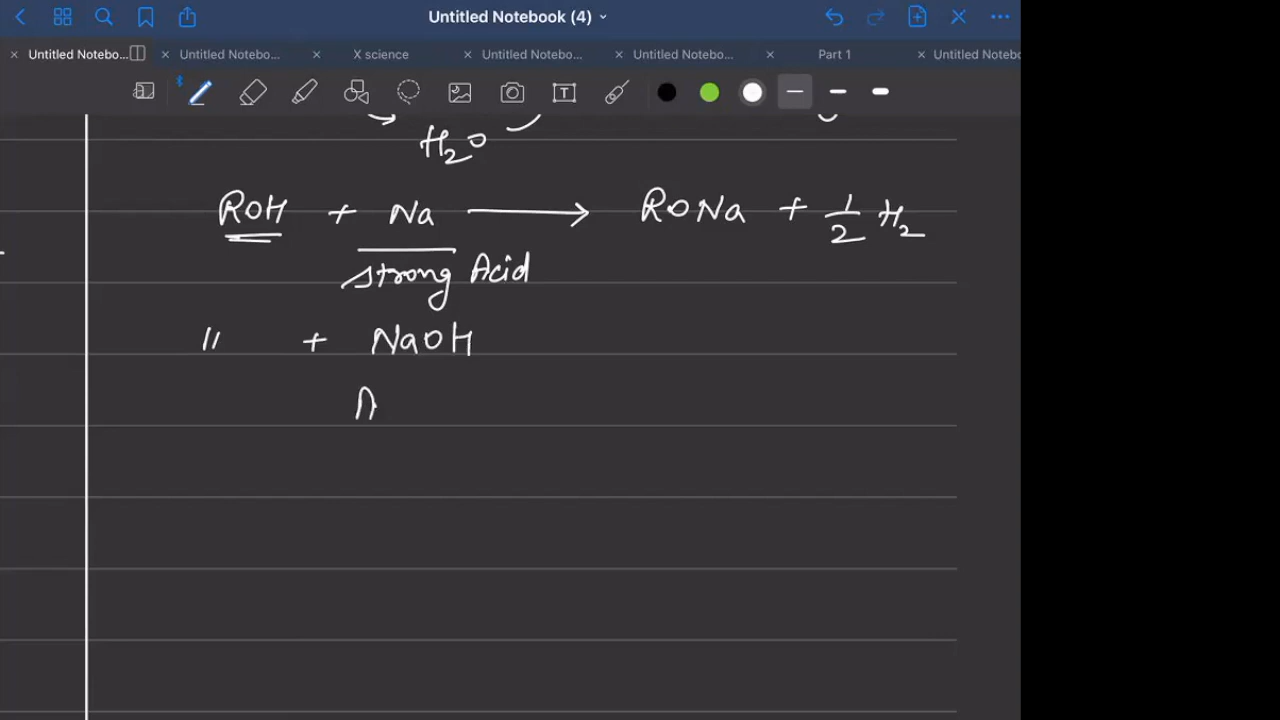 Untitled Notebook (4)
Untitled Notebo... Untitled Notebo... X science Untitled Notebo... Untitled Notebo... Part 1 Untitled Notebo
T
H₂O
ROH + Na → RONa + 1/2 H₂
strong Acid
" + NaOH